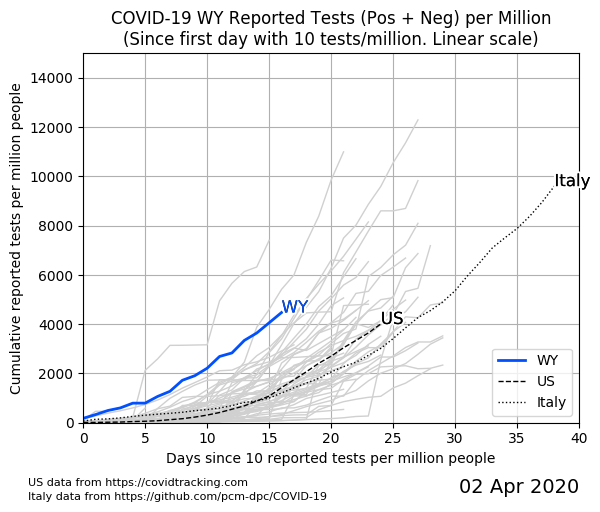 COVID-19 WY Reported Tests (Pos + Neg) per Million
(Since first day with 10 tests/million. Linear scale)
Cumulative reported tests per million people
14000
12000
10000
8000
6000
4000
2000
0
Italy
WY
US
WY
US
Italy
0 5 10 15 20 25 30 35 40
Days since 10 reported tests per million people
US data from https://covidtracking.com
Italy data from https://github.com/pcm-dpc/COVID-19
02 Apr 2020